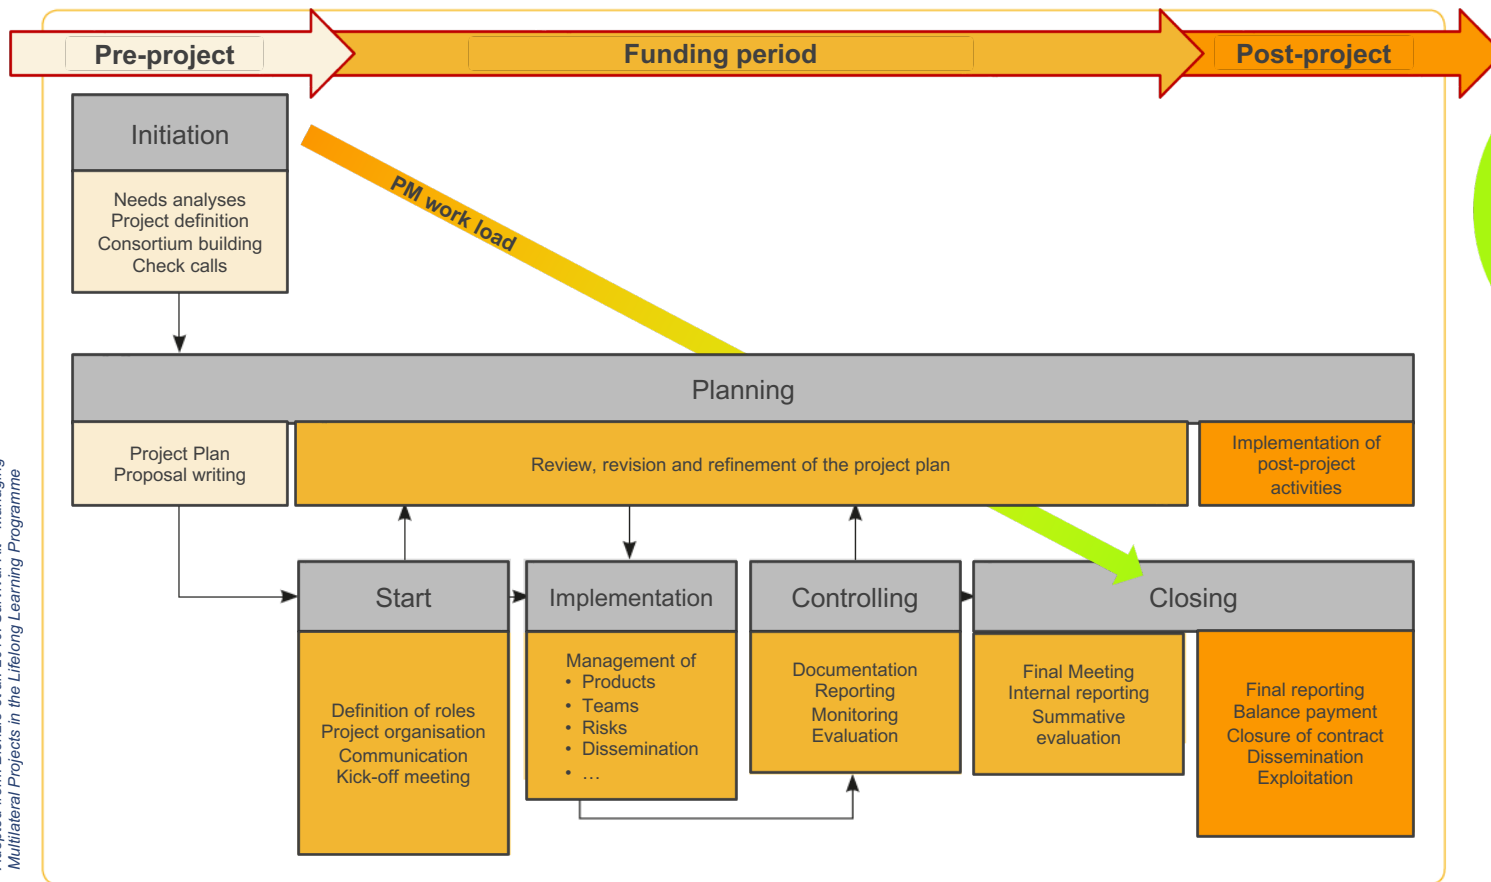 Pre-project
Funding period
Post-project
Initiation
Needs analyses
Project definition
Consortium building
Check calls
PM work load
Planning
Project Plan
Proposal writing
Review, revision and refinement of the project plan
Implementation of
post-project
activities
Start
Definition of roles
Project organisation
Communication
Kick-off meeting
Implementation
Management of
• Products
• Teams
• Risks
• Dissemination
• …
Controlling
Documentation
Reporting
Monitoring
Evaluation
Closing
Final Meeting
Internal reporting
Summative
evaluation
Final reporting
Balance payment
Closure of contract
Dissemination
Exploitation
Multilateral Projects in the Lifelong Learning Programme